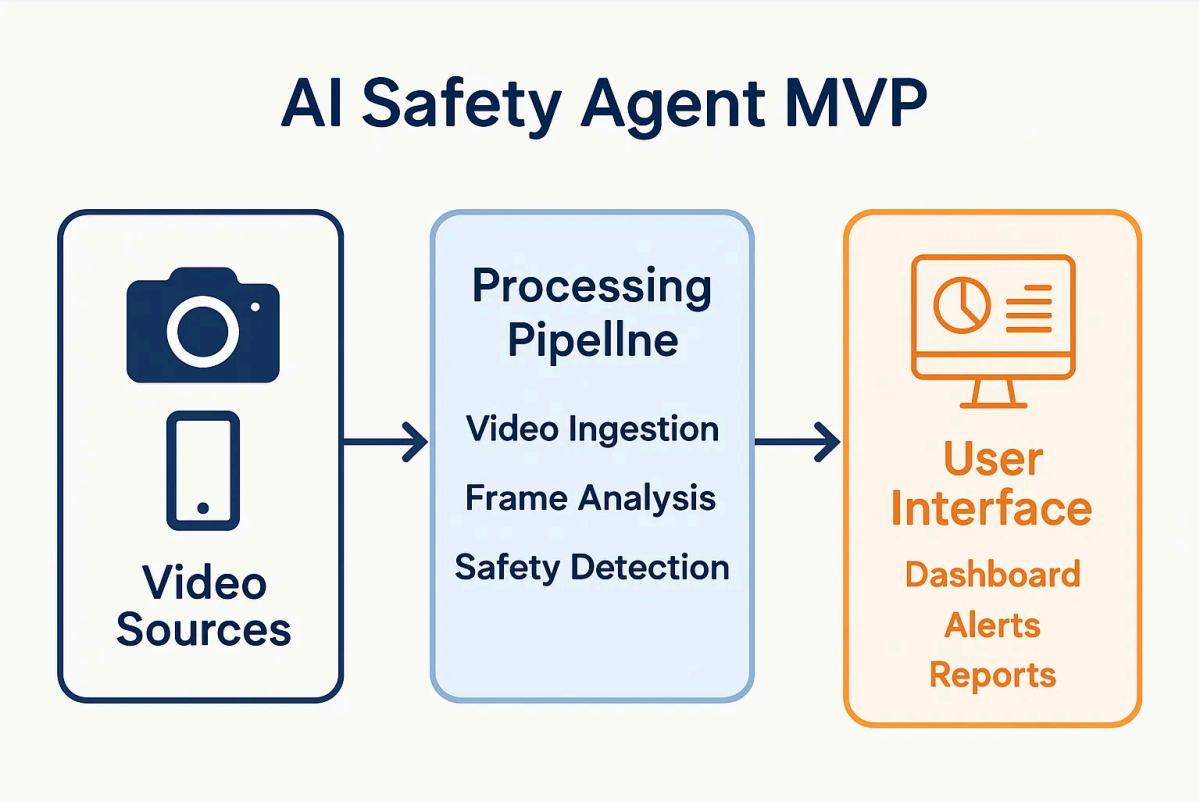 AI Safety Agent MVP
Video
Sources
Processing
Pipellne
Video Ingestion
Frame Analysis
Safety Detection
User
Interface
Dashboard
Alerts
Reports